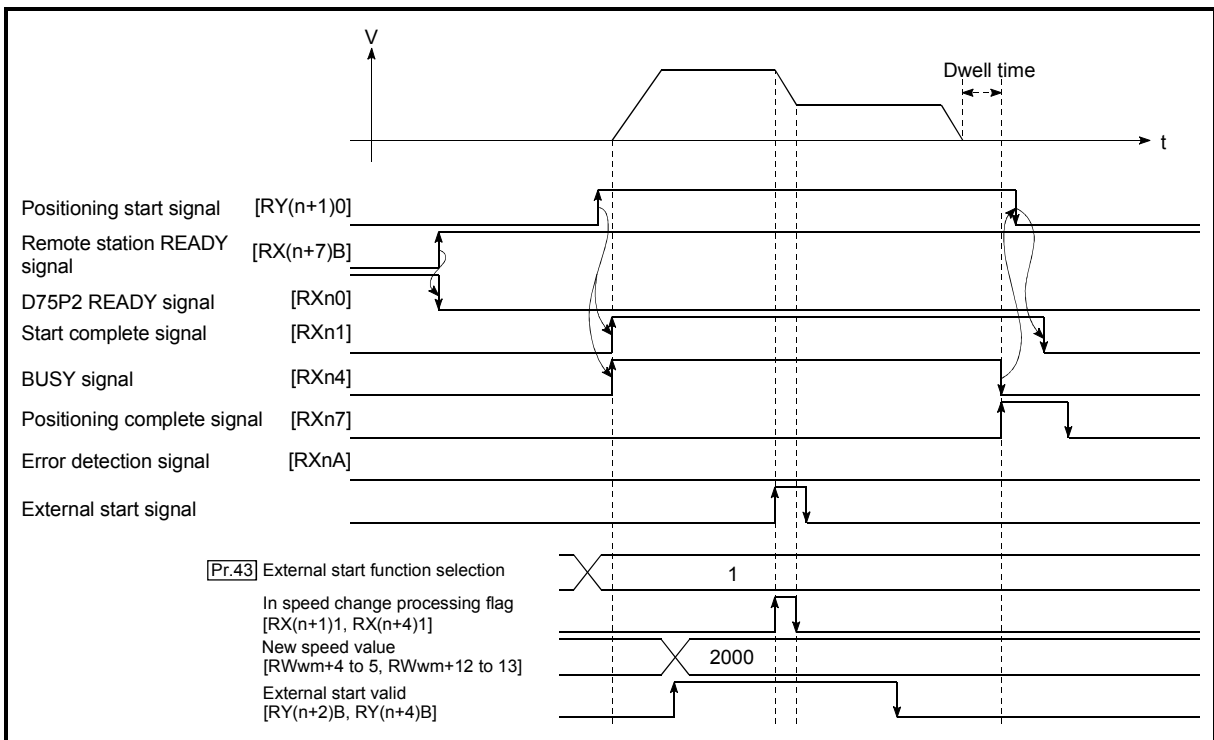 V
Dwell time
t
Positioning start signal [RY(n+1)0]
Remote station READY
signal [RX(n+7)B]
D75P2 READY signal [RXn0]
Start complete signal [RXn1]
BUSY signal [RXn4]
Positioning complete signal [RXn7]
Error detection signal [RXnA]
External start signal
Pr.43 External start function selection
1
In speed change processing flag
[RX(n+1)1, RX(n+4)1]
New speed value
[RWwm+4 to 5, RWwm+12 to 13]
2000
External start valid
[RY(n+2)B, RY(n+4)B]